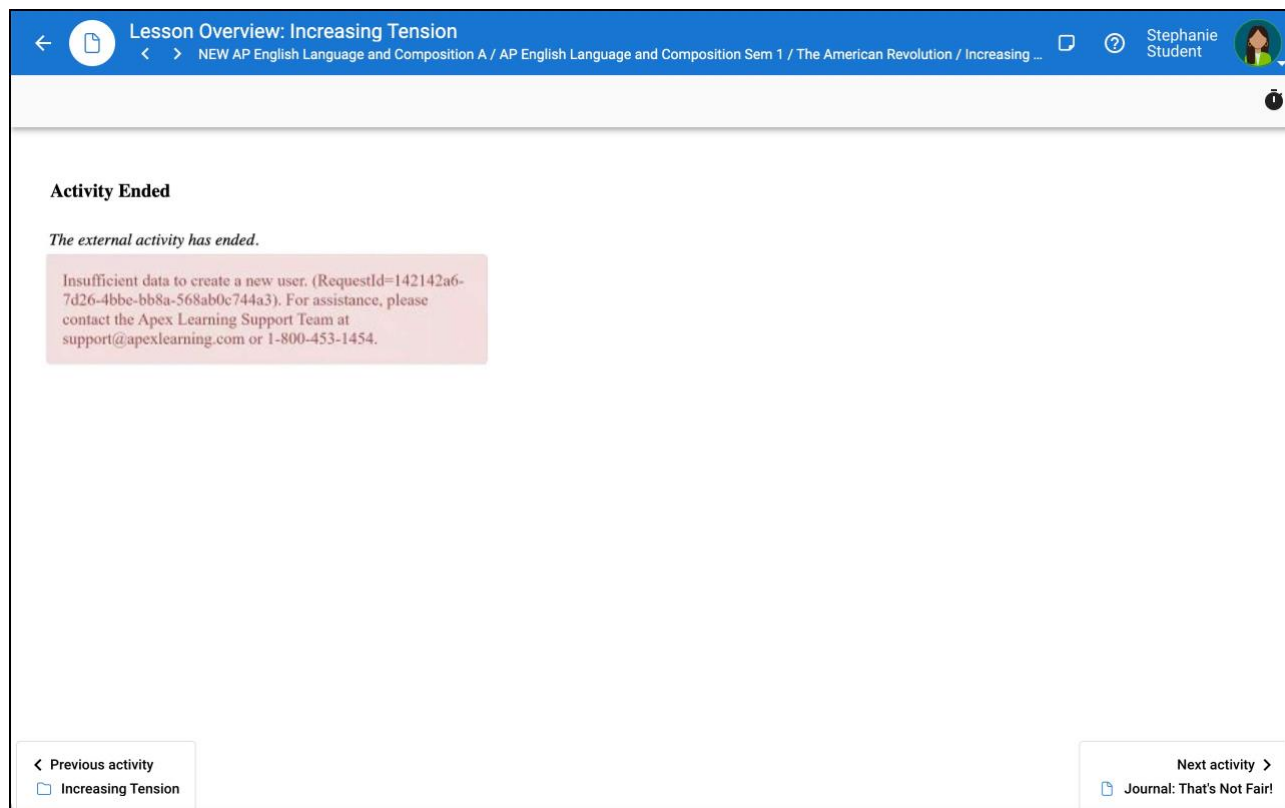 Lesson Overview: Increasing Tension
NEW AP English Language and Composition A / AP English Language and Composition Sem 1 / The American Revolution / Increasing ...
Stephanie
Student
Activity Ended
The external activity has ended.
Insufficient data to create a new user. (RequestId=142142a6-
7d26-4bbe-bb8a-568ab0c744a3). For assistance, please
contact the Apex Learning Support Team at
support@apexlearning.com or 1-800-453-1454.
Previous activity
Increasing Tension
Next activity
Journal: That's Not Fair!